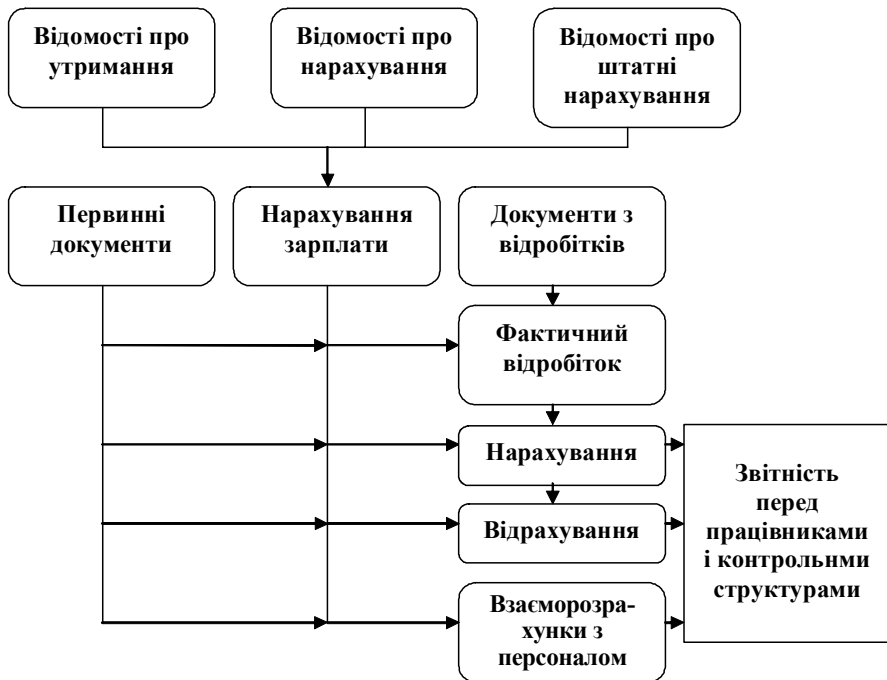 Відомості про
утримання
Відомості про
нарахування
Відомості про
штатні
нарахування
Первинні
документи
Нарахування
зарплати
Документи з
відробітків
Фактичний
відробіток
Нарахування
Відрахування
Взаєморозра-
хунки з
персоналом
Звітність
перед
працівниками
і контрольнми
структурами